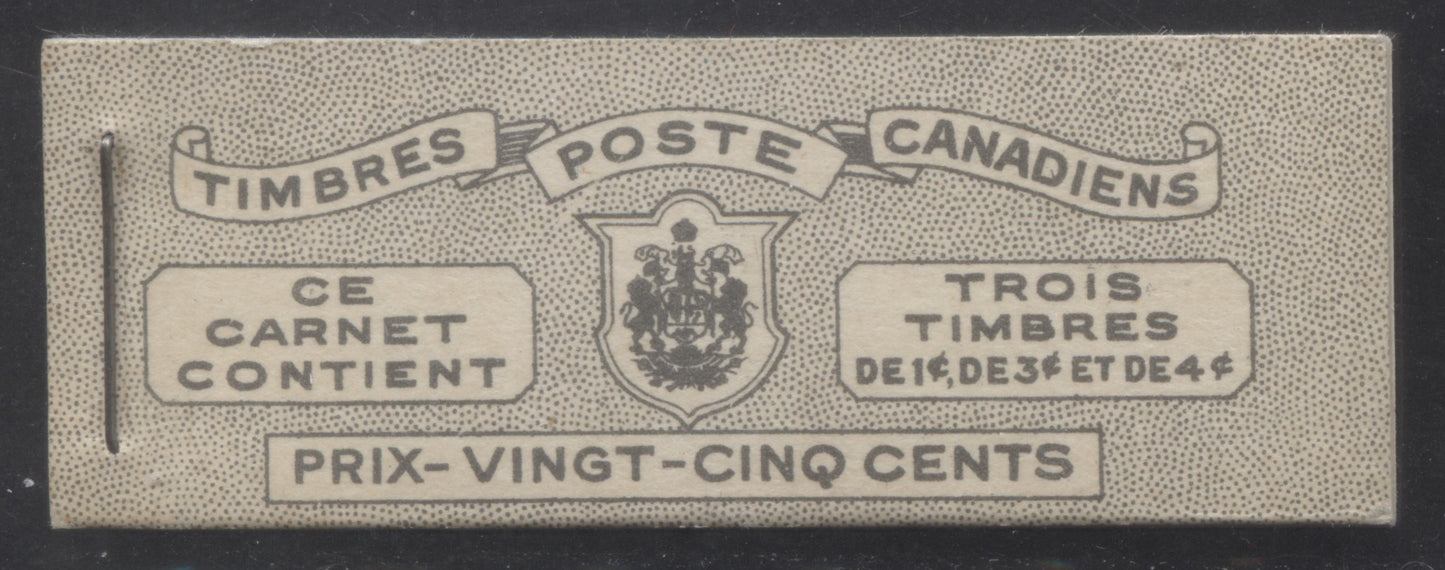 TIMBRES POSTE CANADIENS
CE
CARNET
CONTIENT
TROIS
TIMBRES
DE 1¢, DE 3¢ ET DE 4¢
PRIX-VINGT-CINQ CENTS